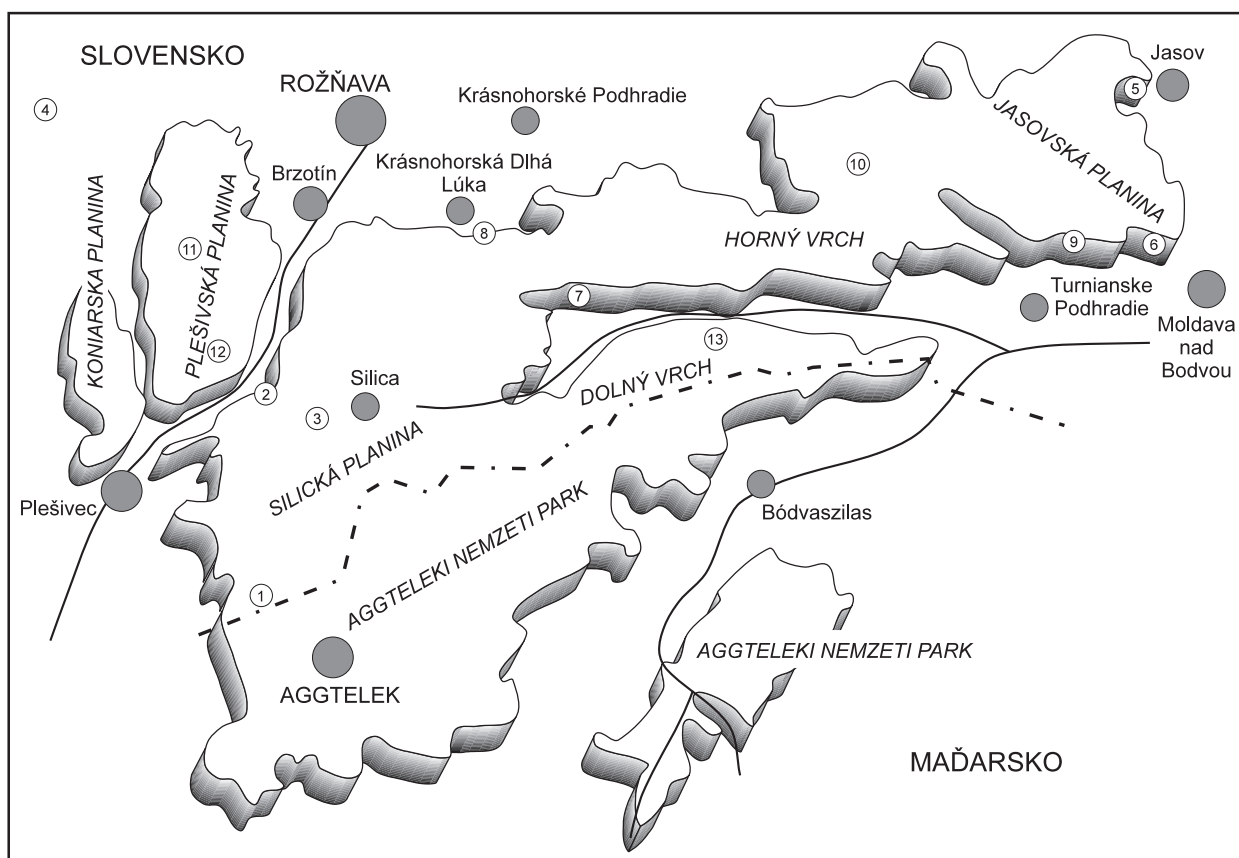 SLOVENSKO
ROŽŇAVA
Krásnohorské Podhradie
Jasov
4
5
Brzotín
Krásnohorská Dlhá
Lúka
10
JASOVSKÁ PLANINA
KONIARSKA PLANINA
11
PLEŠIVSKÁ PLANINA
8
HORNÝ VRCH
9
6
7
Turnianske
Podhradie
Moldava
nad
Bodvou
12
13
2
3
Silica
DOLNÝ VRCH
SILICKÁ PLANINA
Plešivec
Bódvaszilas
AGGTELEKI NEMZETI PARK
1
AGGTELEK
AGGTELEKI NEMZETI PARK
MAĎARSKO